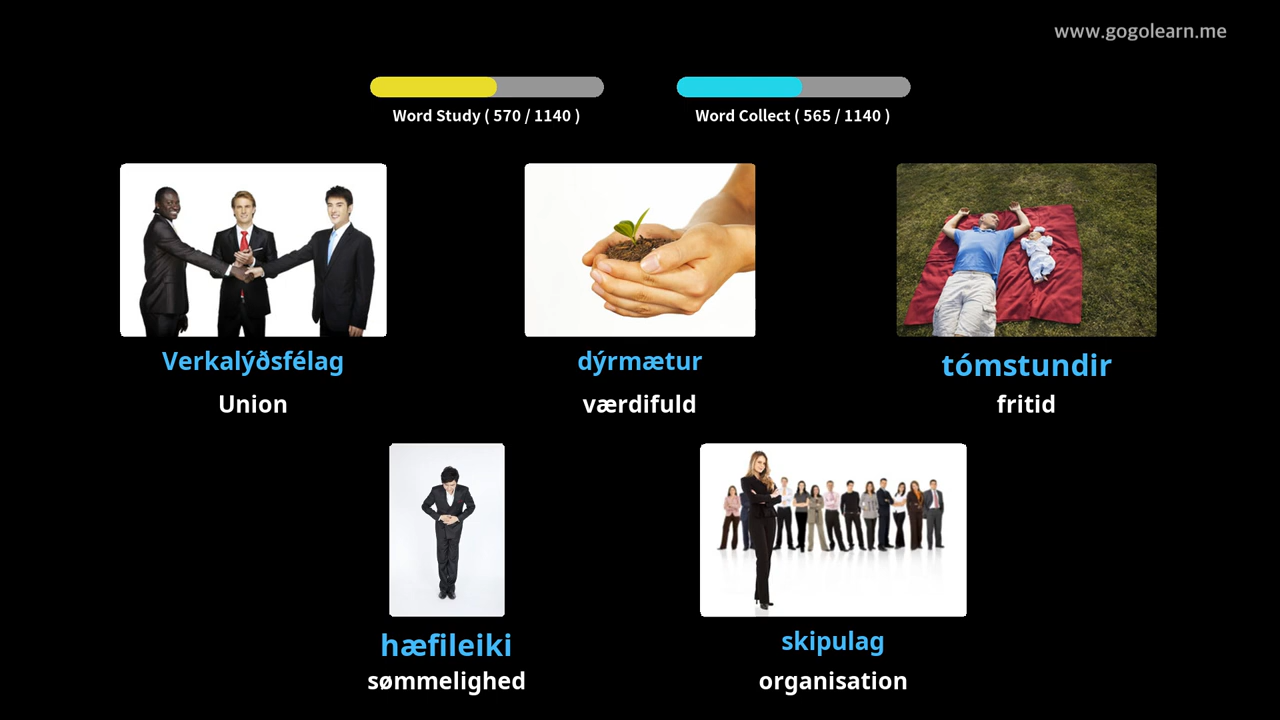 www.gogolearn.me
Word Study ( 570 / 1140 )
Word Collect ( 565 / 1140 )
Verkalýðsfélag
Union
dýrmætur
værdifuld
tómstundir
fritid
hæfileiki
sømmelighed
skipulag
organisation